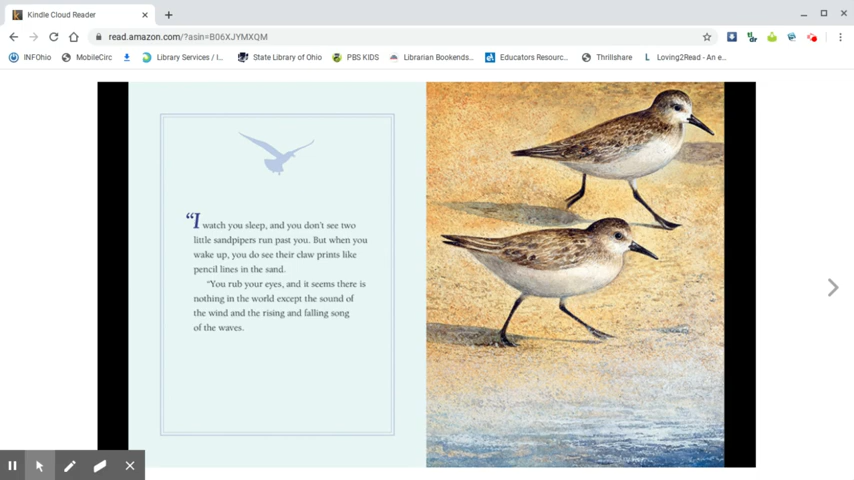 Kindle Cloud Reader
read.amazon.com/?asin=B06XJYMXQM
INFOhio
MobileCirc
Library Services / I...
State Library of Ohio
PBS KIDS
Librarian Bookends...
Educators Resourc...
Thrillshare
Loving2Read - An e...
“I watch you sleep, and you don't see two
little sandpipers run past you. But when you
wake up, you do see their claw prints like
pencil lines in the sand.
“You rub your eyes, and it seems there is
nothing in the world except the sound of
the wind and the rising and falling song
of the waves.